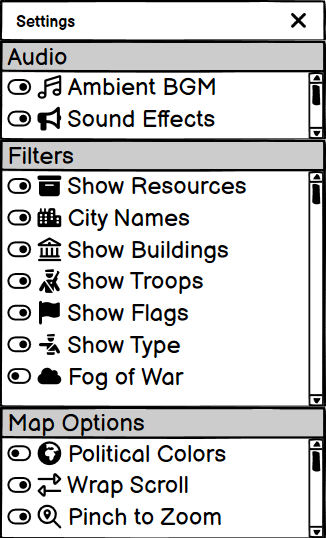 Settings
Audio
Ambient BGM
Sound Effects
Filters
Show Resources
City Names
Show Buildings
Show Troops
Show Flags
Show Type
Fog of War
Map Options
Political Colors
Wrap Scroll
Pinch to Zoom